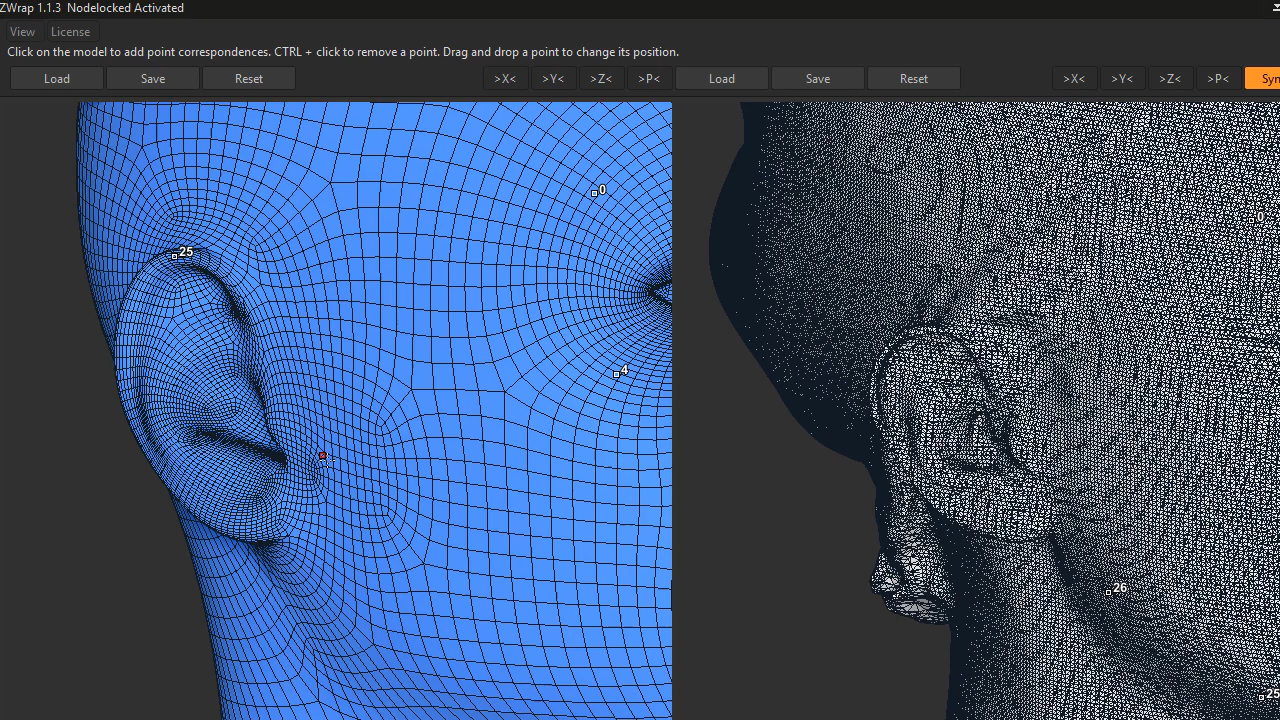 ZWrap 1.1.3 Nodelocked Activated
View License
Click on the model to add point correspondences. CTRL + click to remove a point. Drag and drop a point to change its position.
Load Save Reset >X< >Y< >Z< >P< Load Save Reset >X< >Y< >Z< >P< Syn
0
0
25
4
26
25